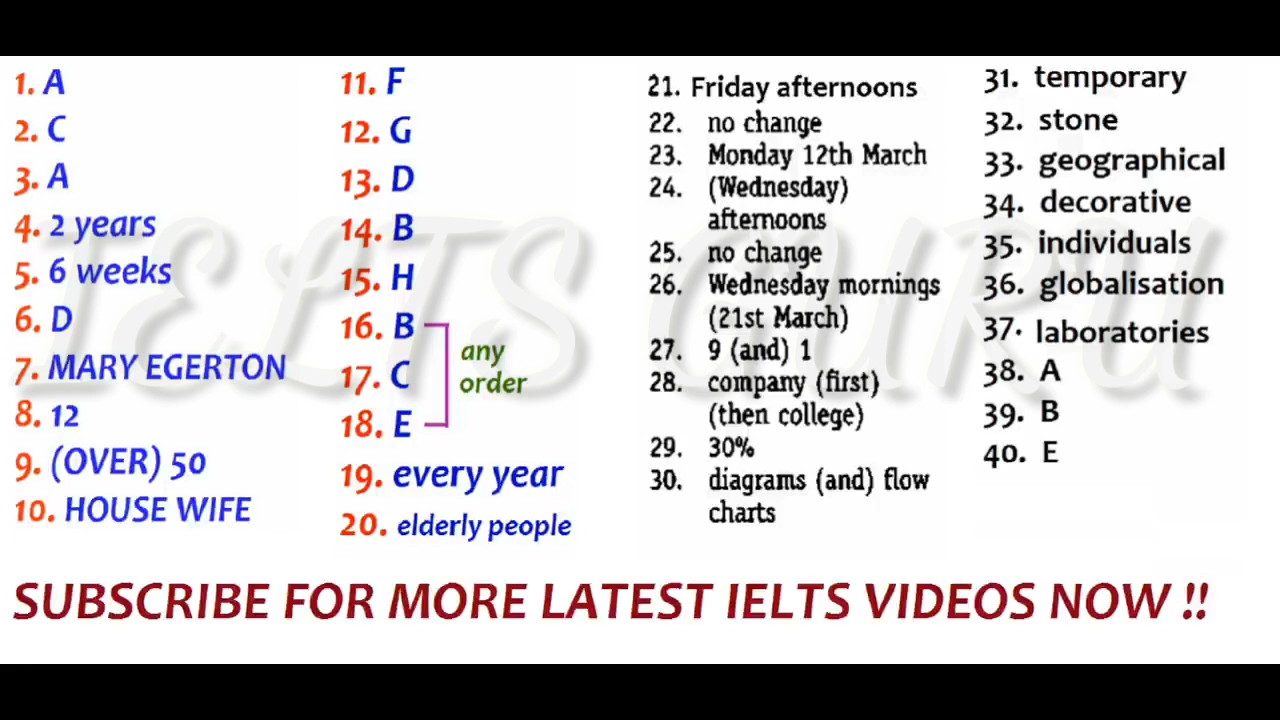 1. A
2. C
3. A
4. 2 years
5. 6 weeks
6. D
7. MARY EGERTON
8. 12
9. (OVER) 50
10. HOUSE WIFE
11. F
12. G
13. D
14. B
15. H
16. B
17. C
18. E
any
order
19. every year
20. elderly people
21. Friday afternoons
22. no change
23. Monday 12th March
24. (Wednesday)
afternoons
25. no change
26. Wednesday mornings
(21st March)
27. 9 (and) 1
28. company (first)
(then college)
29. 30%
30. diagrams (and) flow
charts
31. temporary
32. stone
33. geographical
34. decorative
35. individuals
36. globalisation
37. laboratories
38. A
39. B
40. E
IELTS GURU
SUBSCRIBE FOR MORE LATEST IELTS VIDEOS NOW !!